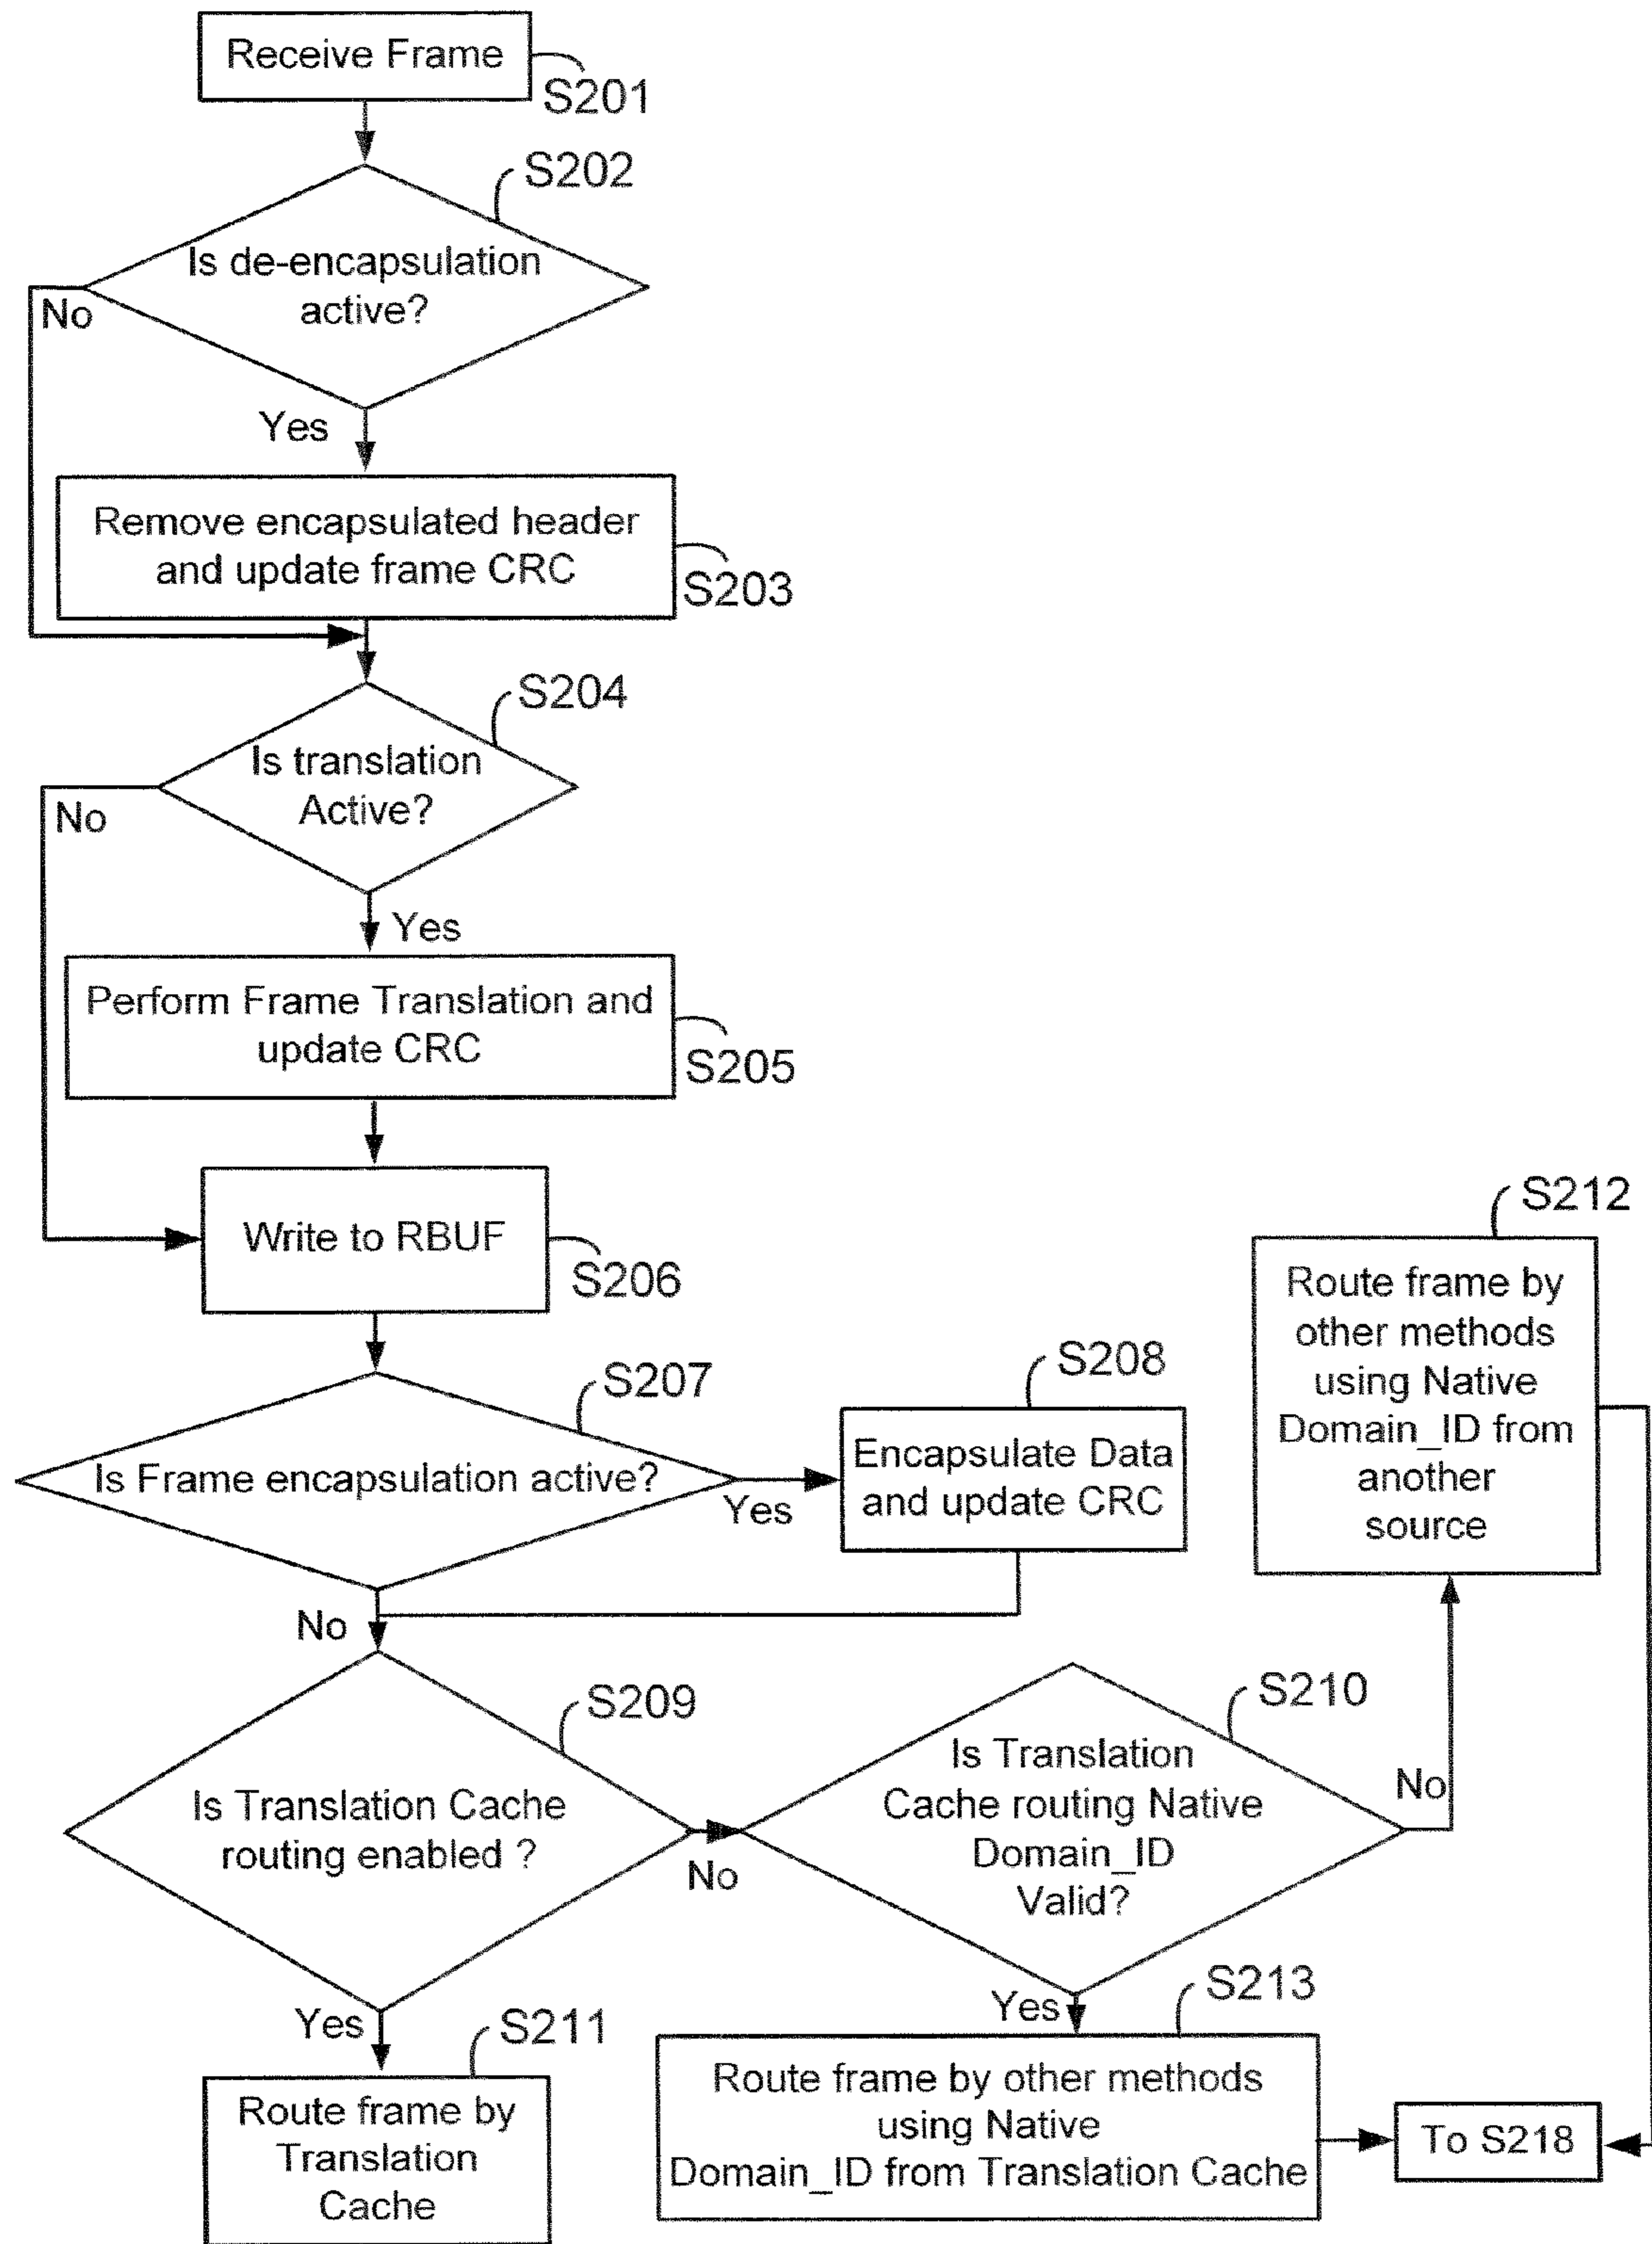 Receive Frame
S201
S202
Is de-encapsulation
active?
No
Yes
Remove encapsulated header
and update frame CRC
S203
S204
Is translation
Active?
No
Yes
Perform Frame Translation and
update CRC
S205
Write to RBUF
S206
S207
Is Frame encapsulation active?
Yes
No
S208
Encapsulate Data
and update CRC
S209
Is Translation Cache
routing enabled ?
No
Yes
S210
Is Translation
Cache routing Native
Domain_ID
Valid?
No
Yes
S212
Route frame by
other methods
using Native
Domain_ID from
another
source
S211
Route frame by
Translation
Cache
S213
Route frame by other methods
using Native
Domain_ID from Translation Cache
To S218